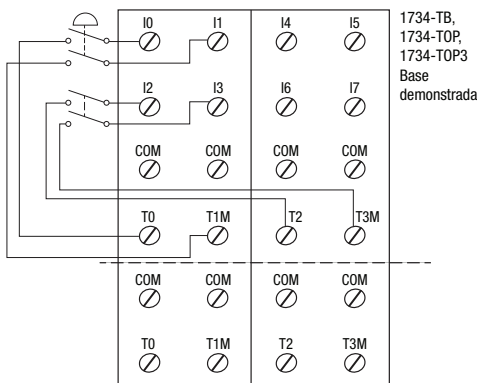 I0 I1 I4 I5
1734-TB,
1734-TOP,
1734-TOP3
Base
demonstrada
I2 I3 I6 I7
COM COM COM COM
T0 T1M T2 T3M
COM COM COM COM
T0 T1M T2 T3M